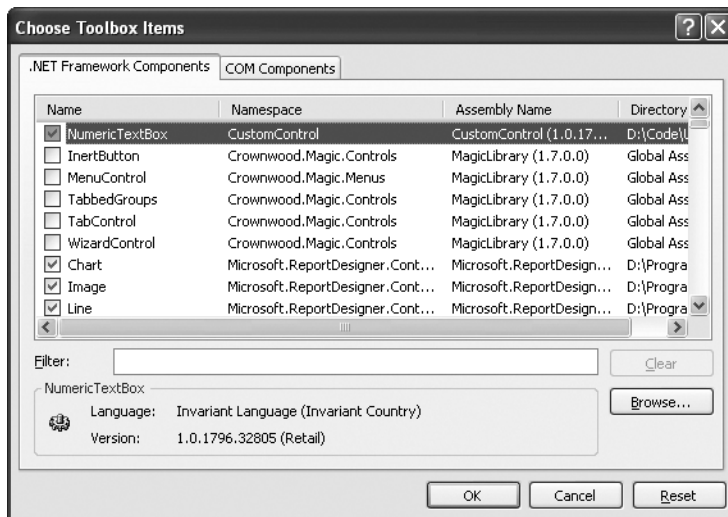 Choose Toolbox Items
.NET Framework Components COM Components
Name Namespace Assembly Name Directory
NumericTextBox CustomControl CustomControl (1.0.17... D:\Code\L
InertButton Crownwood.Magic.Controls MagicLibrary (1.7.0.0) Global Ass
MenuControl Crownwood.Magic.Menus MagicLibrary (1.7.0.0) Global Ass
TabbedGroups Crownwood.Magic.Controls MagicLibrary (1.7.0.0) Global Ass
TabControl Crownwood.Magic.Controls MagicLibrary (1.7.0.0) Global Ass
WizardControl Crownwood.Magic.Controls MagicLibrary (1.7.0.0) Global Ass
Chart Microsoft.ReportDesigner.Cont... Microsoft.ReportDesign... D:\Progra
Image Microsoft.ReportDesigner.Cont... Microsoft.ReportDesign... D:\Progra
Line Microsoft.ReportDesigner.Cont... Microsoft.ReportDesign... D:\Progra
Filter: Clear
NumericTextBox
Language: Invariant Language (Invariant Country) Browse...
Version: 1.0.1796.32805 (Retail)
OK Cancel Reset